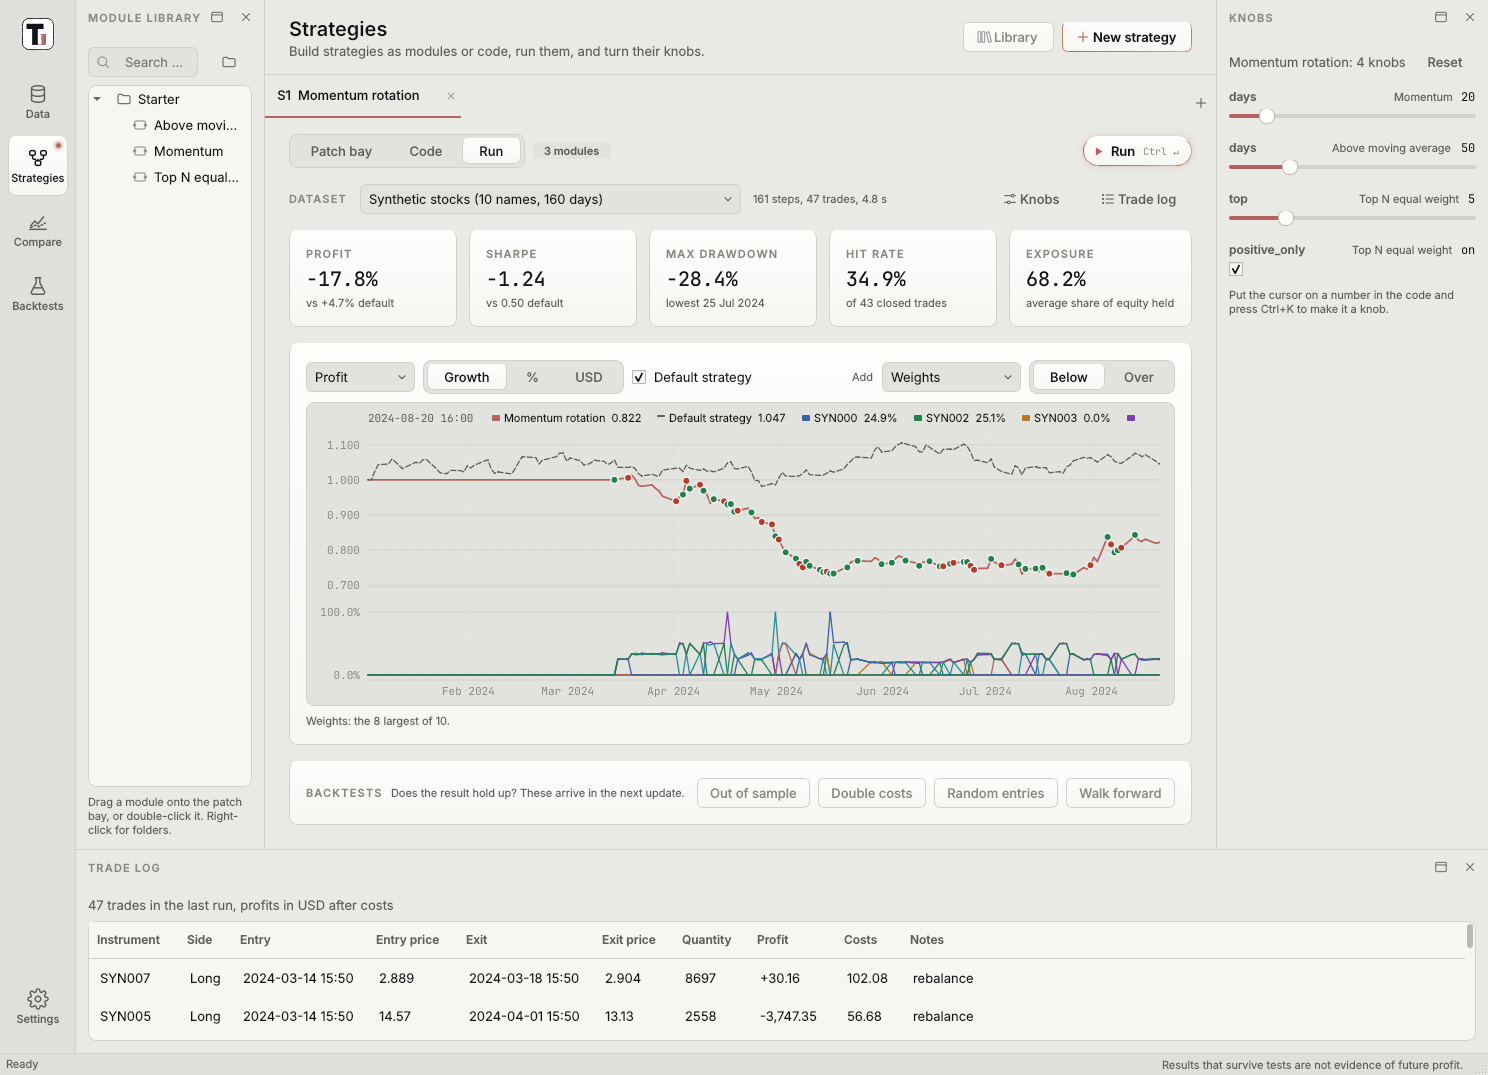 MODULE LIBRARY
Search ...
Starter
Above movi...
Momentum
Top N equal...
Drag a module onto the patch
bay, or double-click it. Right-
click for folders.
Data
Strategies
Compare
Backtests
Settings
Strategies
Build strategies as modules or code, run them, and turn their knobs.
Library
New strategy
S1 Momentum rotation
Patch bay Code Run 3 modules
Run Ctrl ↵
DATASET Synthetic stocks (10 names, 160 days) 161 steps, 47 trades, 4.8 s
Knobs Trade log
PROFIT
-17.8%
vs +4.7% default
SHARPE
-1.24
vs 0.50 default
MAX DRAWDOWN
-28.4%
lowest 25 Jul 2024
HIT RATE
34.9%
of 43 closed trades
EXPOSURE
68.2%
average share of equity held
Profit Growth % USD Default strategy Add Weights Below Over
2024-08-20 16:00 Momentum rotation 0.822 Default strategy 1.047 SYN000 24.9% SYN002 25.1% SYN003 0.0%
1.100
1.000
0.900
0.800
0.700
100.0%
0.0%
Feb 2024 Mar 2024 Apr 2024 May 2024 Jun 2024 Jul 2024 Aug 2024
Weights: the 8 largest of 10.
BACKTESTS Does the result hold up? These arrive in the next update. Out of sample Double costs Random entries Walk forward
KNOBS
Momentum rotation: 4 knobs Reset
days Momentum 20
days Above moving average 50
top Top N equal weight 5
positive_only Top N equal weight on
Put the cursor on a number in the code and
press Ctrl+K to make it a knob.
TRADE LOG
47 trades in the last run, profits in USD after costs
Instrument Side Entry Entry price Exit Exit price Quantity Profit Costs Notes
SYN007 Long 2024-03-14 15:50 2.889 2024-03-18 15:50 2.904 8697 +30.16 102.08 rebalance
SYN005 Long 2024-03-14 15:50 14.57 2024-04-01 15:50 13.13 2558 -3,747.35 56.68 rebalance
Ready
Results that survive tests are not evidence of future profit.